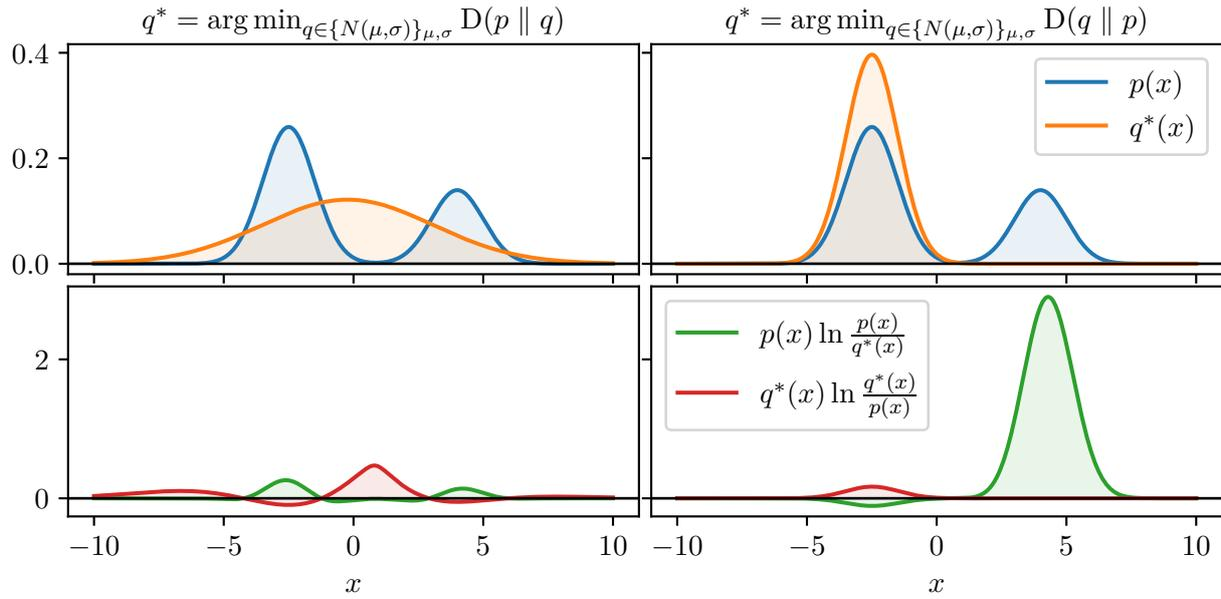 q* = arg min_{q∈{N(μ,σ)}_{μ,σ}} D(p ∥ q)
q* = arg min_{q∈{N(μ,σ)}_{μ,σ}} D(q ∥ p)
0.4
0.2
0.0
p(x)
q*(x)
2
0
p(x) ln p(x)/q*(x)
q*(x) ln q*(x)/p(x)
−10 −5 0 5 10
−10 −5 0 5 10
x
x